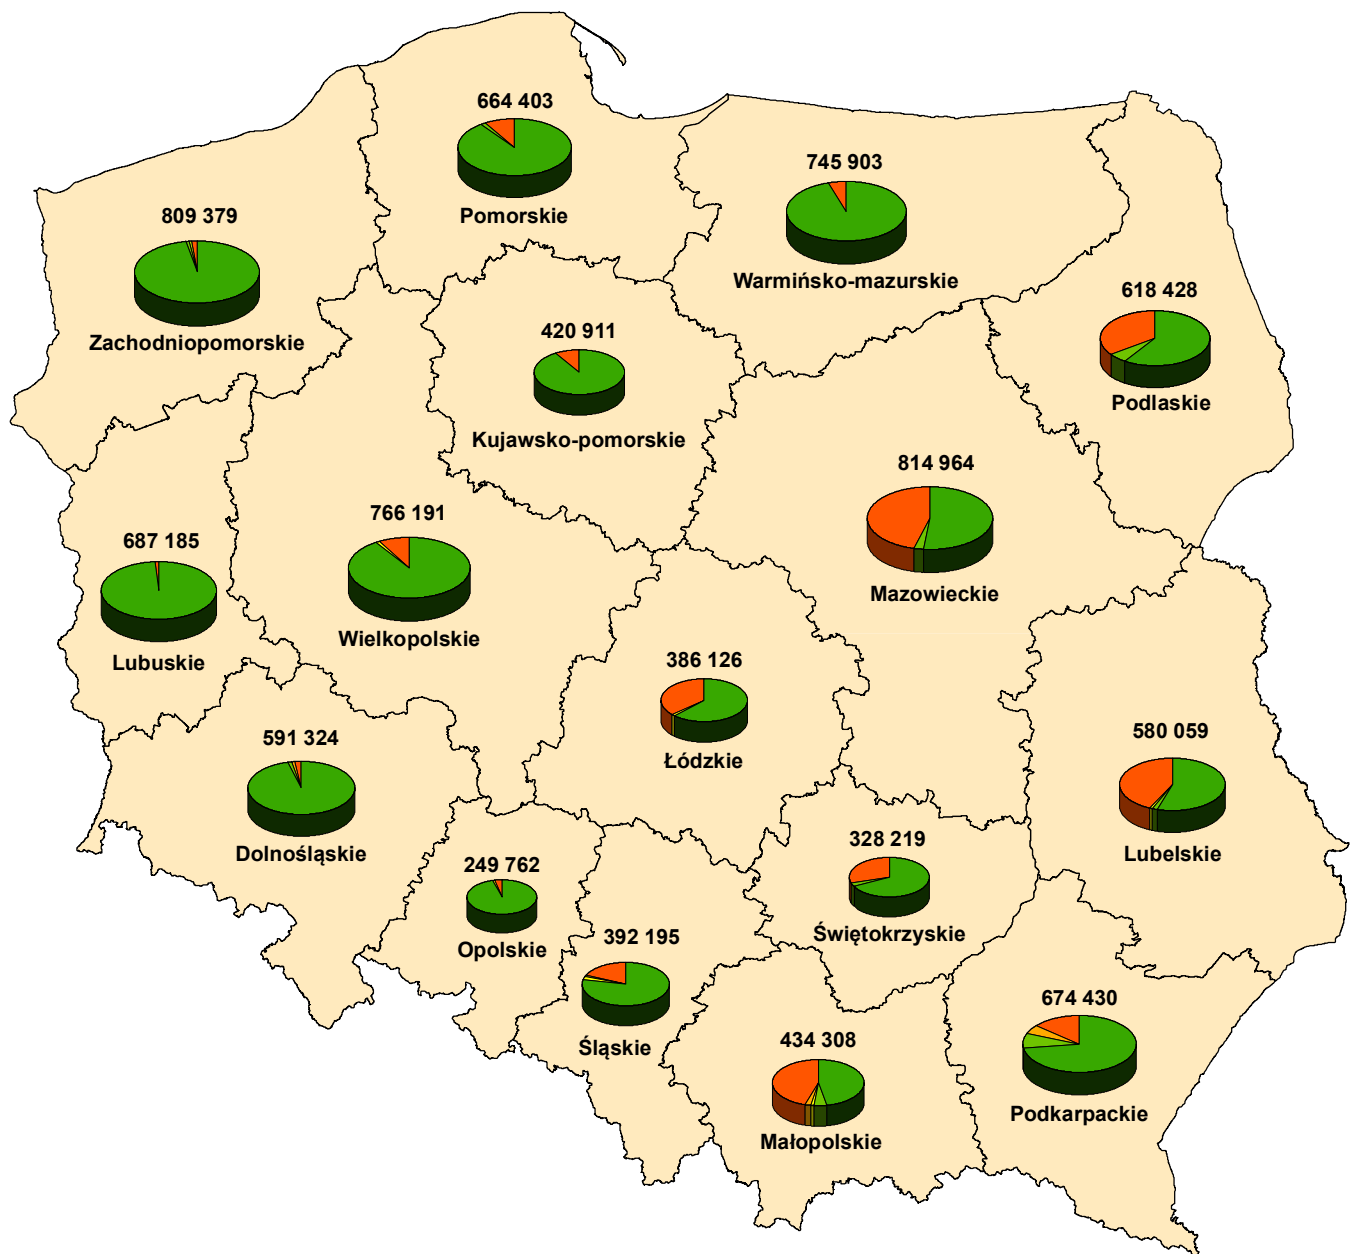 664 403
Pomorskie
745 903
Warmińsko-mazurskie
809 379
Zachodniopomorskie
618 428
Podlaskie
420 911
Kujawsko-pomorskie
814 964
Mazowieckie
766 191
Wielkopolskie
687 185
Lubuskie
386 126
Łódzkie
591 324
Dolnośląskie
580 059
Lubelskie
328 219
Świętokrzyskie
249 762
Opolskie
392 195
Śląskie
674 430
Podkarpackie
434 308
Małopolskie